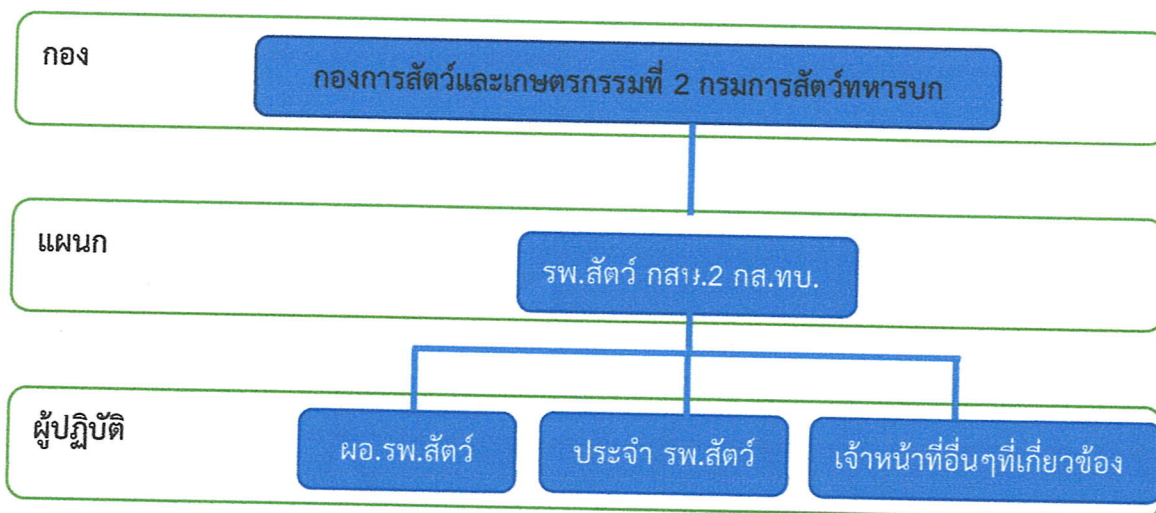 กอง
กองการสัตว์และเกษตรกรรมที่ 2 กรมการสัตว์ทหารบก
แผนก
รพ.สัตว์ กสษ.2 กส.ทบ.
ผู้ปฏิบัติ
ผอ.รพ.สัตว์
ประจำ รพ.สัตว์
เจ้าหน้าที่อื่นๆที่เกี่ยวข้อง